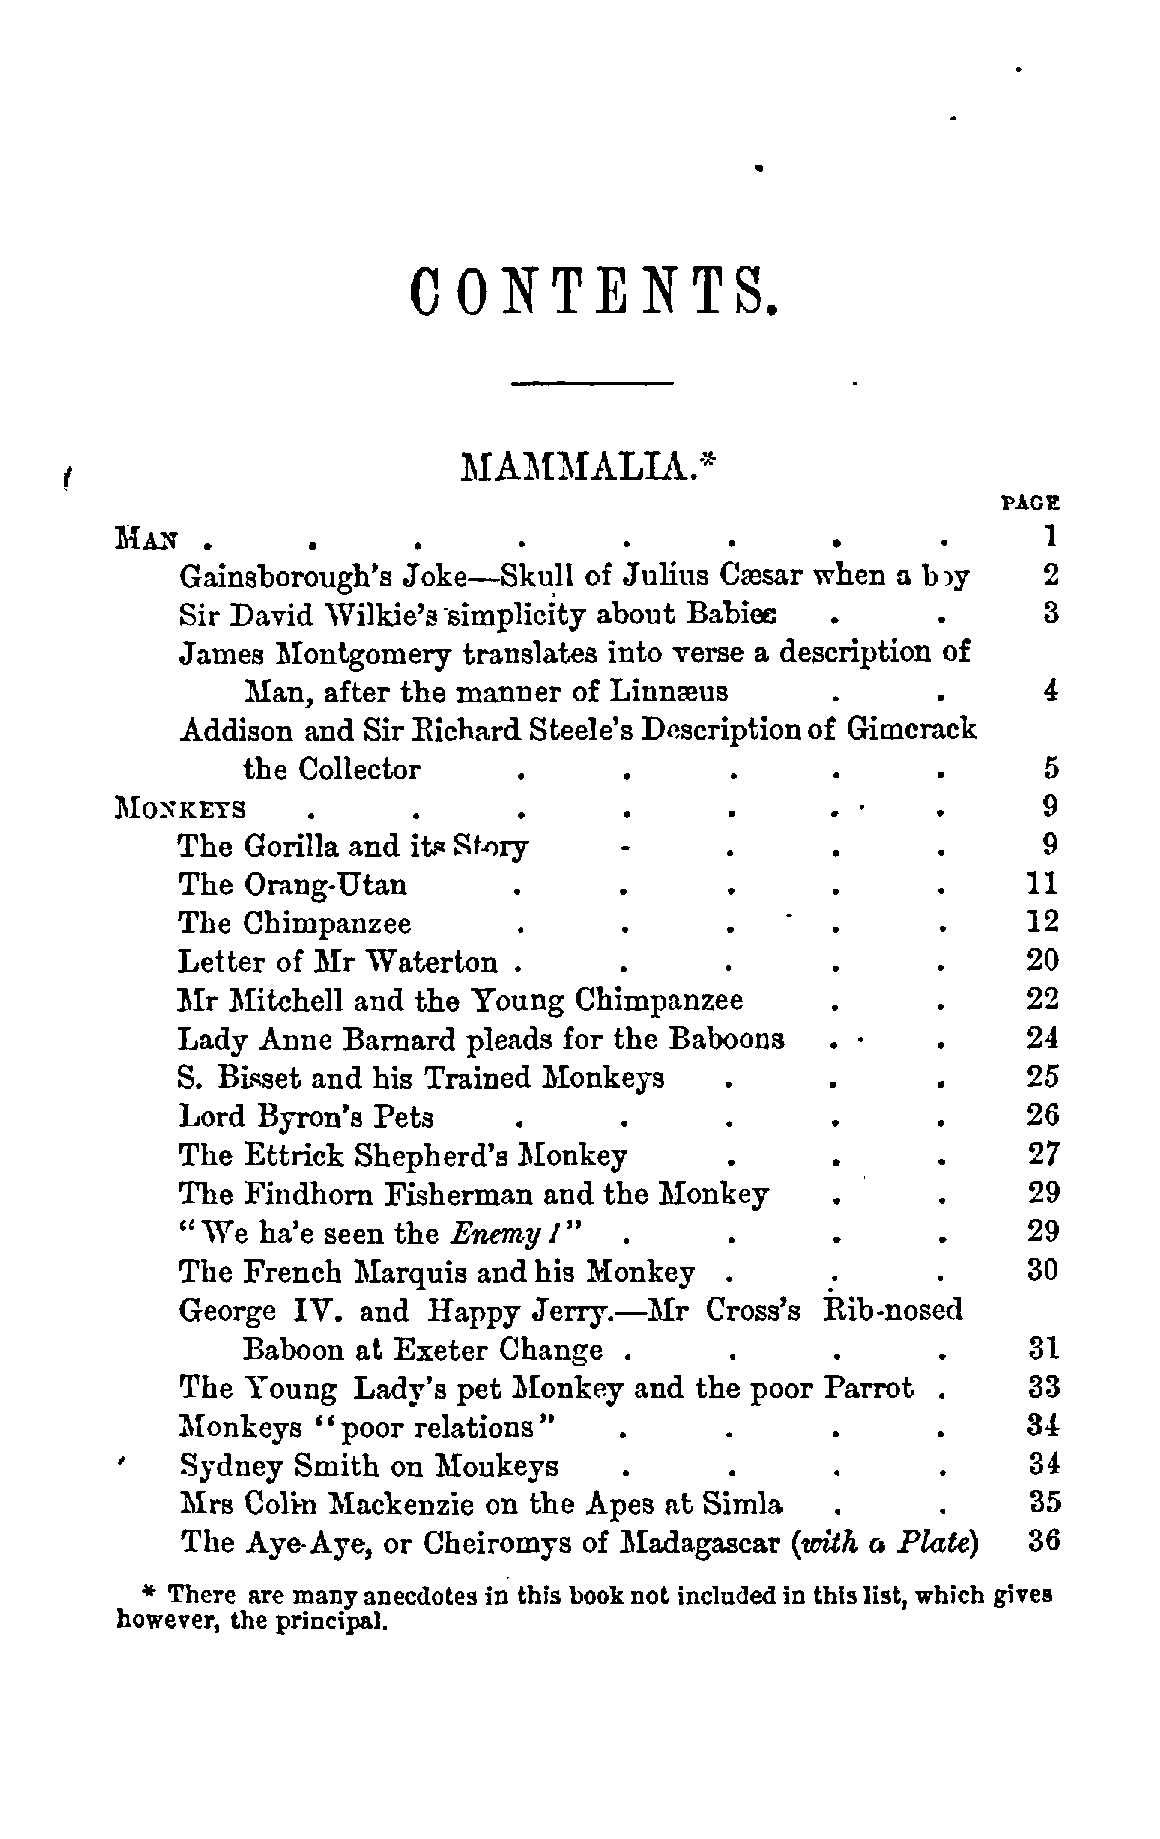 CONTENTS.
MAMMALIA.*
PAGE
MAN . . . . . . . . 1
Gainsborough's Joke—Skull of Julius Cæsar when a boy 2
Sir David Wilkie's simplicity about Babies . . 3
James Montgomery translates into verse a description of
Man, after the manner of Linnæus . . 4
Addison and Sir Richard Steele's Description of Gimcrack
the Collector . . . . . 5
MONKEYS . . . . . . . 9
The Gorilla and its Story . . . . 9
The Orang-Utan . . . . . 11
The Chimpanzee . . . . . 12
Letter of Mr Waterton . . . . . 20
Mr Mitchell and the Young Chimpanzee . . 22
Lady Anne Barnard pleads for the Baboons . . 24
S. Bisset and his Trained Monkeys . . . 25
Lord Byron's Pets . . . . . 26
The Ettrick Shepherd's Monkey . . . 27
The Findhorn Fisherman and the Monkey . . 29
"We ha'e seen the Enemy!" . . . . 29
The French Marquis and his Monkey . . . 30
George IV. and Happy Jerry.—Mr Cross's Rib-nosed
Baboon at Exeter Change . . . . 31
The Young Lady's pet Monkey and the poor Parrot . 33
Monkeys "poor relations" . . . . 34
Sydney Smith on Monkeys . . . . 34
Mrs Colin Mackenzie on the Apes at Simla . . 35
The Aye-Aye, or Cheiromys of Madagascar (with a Plate) 36
* There are many anecdotes in this book not included in this list, which gives
however, the principal.